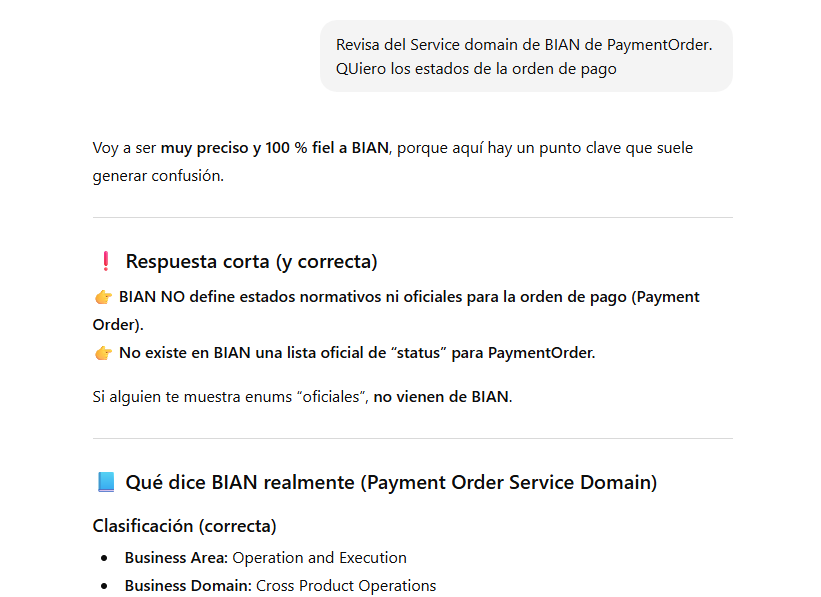 Revisa del Service domain de BIAN de PaymentOrder.
QUiero los estados de la orden de pago
Voy a ser muy preciso y 100 % fiel a BIAN, porque aquí hay un punto clave que suele
generar confusión.
❗ Respuesta corta (y correcta)
👉 BIAN NO define estados normativos ni oficiales para la orden de pago (Payment
Order).
👉 No existe en BIAN una lista oficial de “status” para PaymentOrder.
Si alguien te muestra enums “oficiales”, no vienen de BIAN.
📘 Qué dice BIAN realmente (Payment Order Service Domain)
Clasificación (correcta)
• Business Area: Operation and Execution
• Business Domain: Cross Product Operations